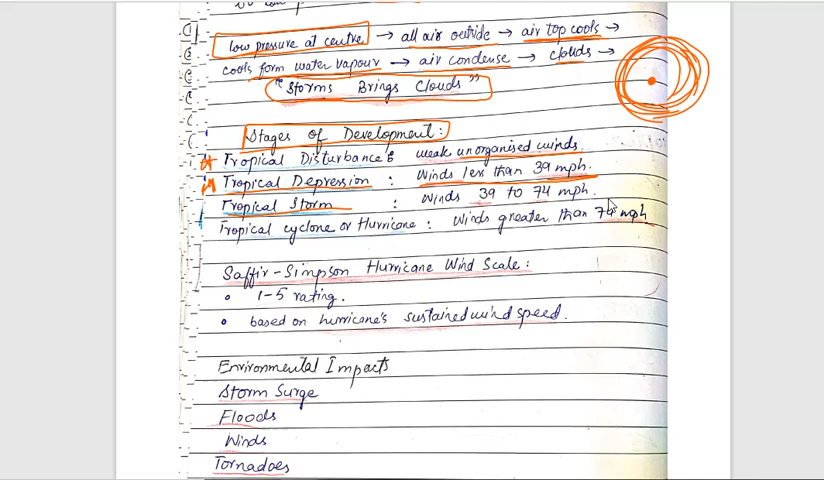 low pressure at centre → all air outside → air top cools →
cools form water vapour → air condense → clouds →
"Storms Brings Clouds"
Stages of Development:
Tropical Disturbance: weak unorganised winds.
Tropical Depression : Winds less than 39 mph.
Tropical Storm : Winds 39 to 74 mph.
Tropical cyclone or Hurricane : Winds greater than 74 mph
Saffir-Simpson Hurricane Wind Scale:
• 1-5 rating.
• based on hurricane's sustained wind speed.
Environmental Impacts
Storm Surge
Floods
Winds
Tornadoes